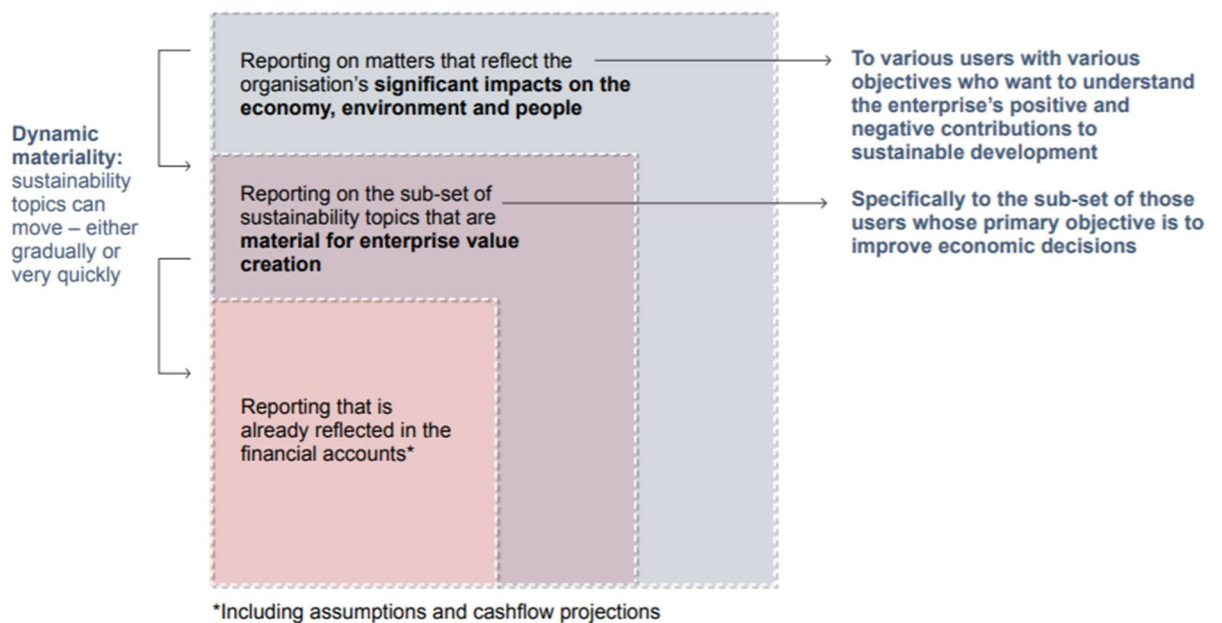 Dynamic
materiality:
sustainability
topics can
move – either
gradually or
very quickly
Reporting on matters that reflect the
organisation's significant impacts on the
economy, environment and people
To various users with various
objectives who want to understand
the enterprise's positive and
negative contributions to
sustainable development
Reporting on the sub-set of
sustainability topics that are
material for enterprise value
creation
Specifically to the sub-set of those
users whose primary objective is to
improve economic decisions
Reporting that is
already reflected in the
financial accounts*
*Including assumptions and cashflow projections